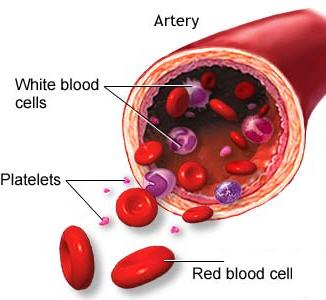 Artery
White blood
cells
Platelets
Red blood cell